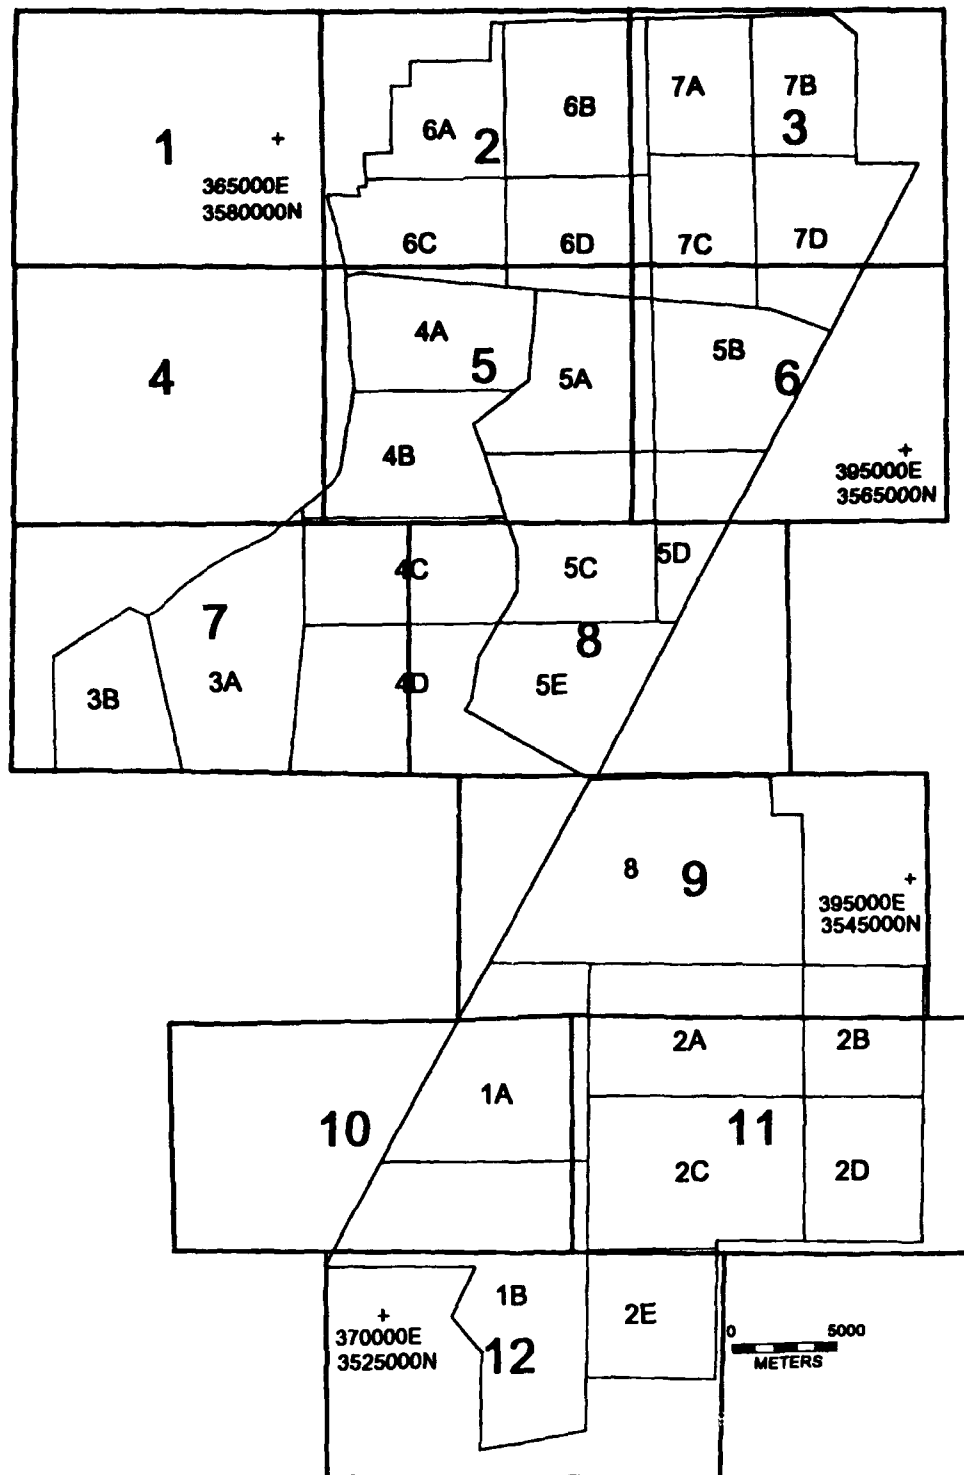 7A
7B
6B
6A
2
3
1
+
365000E
3580000N
6C
6D
7C
7D
4A
5
5B
4
5A
6
4B
+
395000E
3565000N
4C
5C
5D
7
8
3B
3A
4D
5E
8
9
+
395000E
3545000N
2A
2B
1A
10
11
2C
2D
1B
+
370000E
3525000N
12
2E
0 5000
METERS